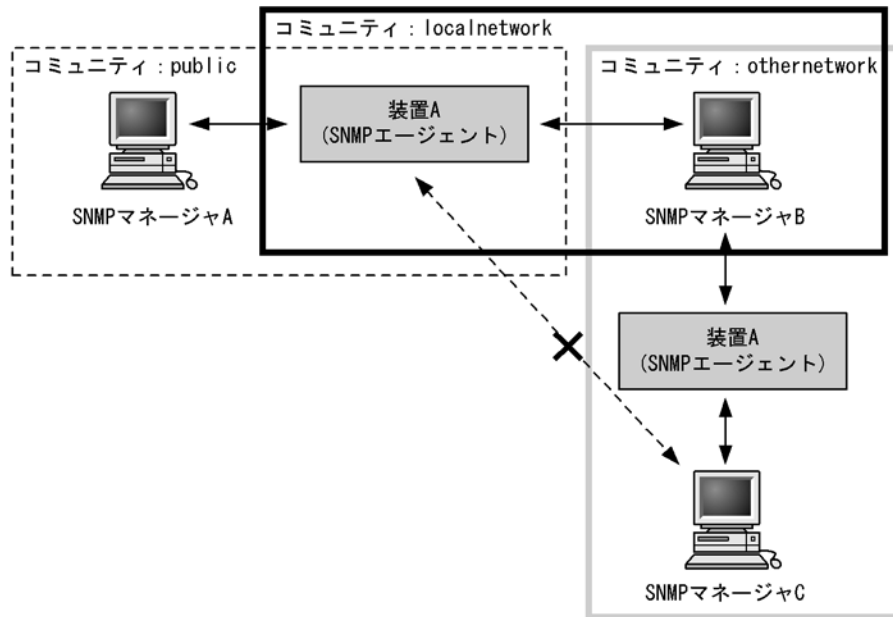 コミュニティ：localnetwork
コミュニティ：public
コミュニティ：othernetwork
装置A
(SNMPエージェント)
SNMPマネージャA
SNMPマネージャB
装置A
(SNMPエージェント)
SNMPマネージャC